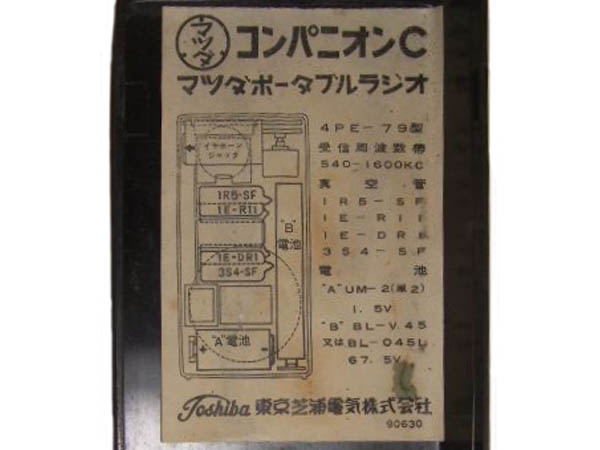 マツダ コンパニオンC
マツダポータブルラジオ
4PE-79型
受信周波数帯
540-1600KC
真空管
1R5-SF
1E-R11
1E-DR1
3S4-SF
電池
"A" UM-2(単2)
1.5V
"B" BL-V.45
又はBL-045L
67.5V
イヤホーン
ジャック
1R5-SF
1E-R11
"B"
電池
1E-DR1
3S4-SF
"A"電池
Toshiba 東京芝浦電気株式会社
90630